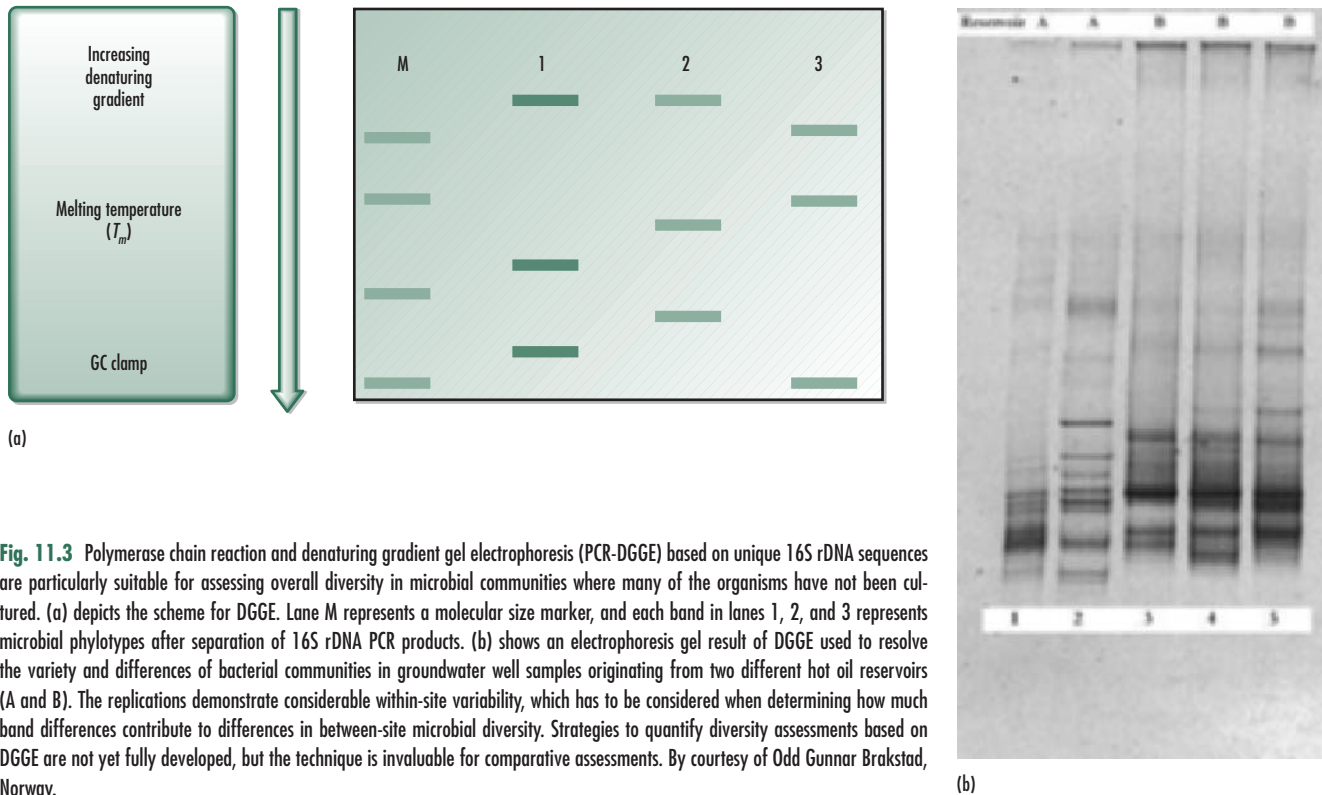 Increasing
denaturing
gradient
Melting temperature
(Tm)
GC clamp
M 1 2 3
(a)
Reservoir A A B B B
1 2 3 4 5
(b)
Fig. 11.3 Polymerase chain reaction and denaturing gradient gel electrophoresis (PCR-DGGE) based on unique 16S rDNA sequences
are particularly suitable for assessing overall diversity in microbial communities where many of the organisms have not been cul-
tured. (a) depicts the scheme for DGGE. Lane M represents a molecular size marker, and each band in lanes 1, 2, and 3 represents
microbial phylotypes after separation of 16S rDNA PCR products. (b) shows an electrophoresis gel result of DGGE used to resolve
the variety and differences of bacterial communities in groundwater well samples originating from two different hot oil reservoirs
(A and B). The replications demonstrate considerable within-site variability, which has to be considered when determining how much
band differences contribute to differences in between-site microbial diversity. Strategies to quantify diversity assessments based on
DGGE are not yet fully developed, but the technique is invaluable for comparative assessments. By courtesy of Odd Gunnar Brakstad,
Norway.